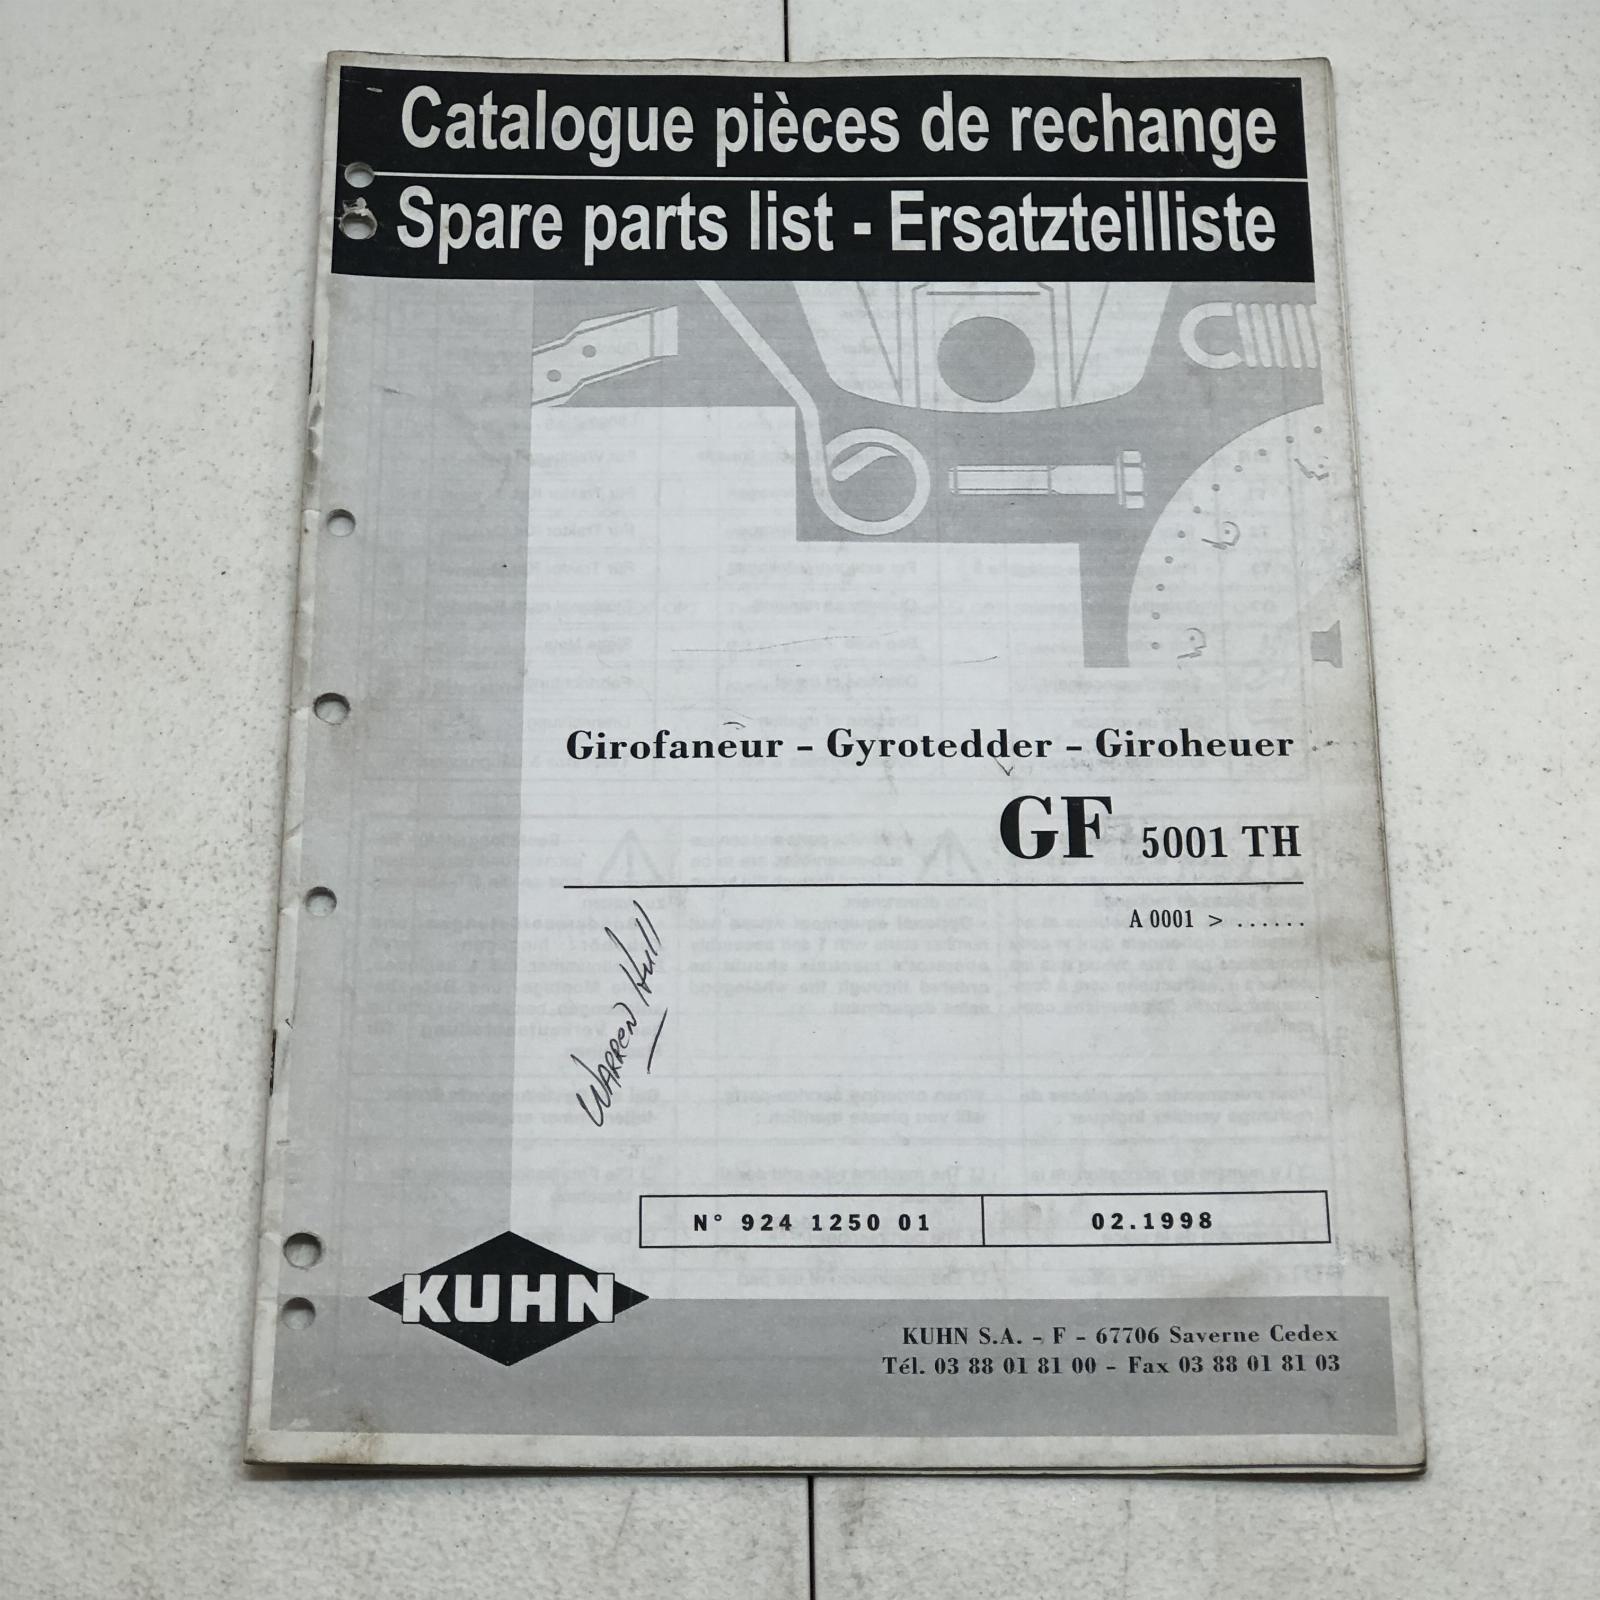 Catalogue pièces de rechange
Spare parts list - Ersatzteilliste
Girofaneur - Gyrotedder - Giroheuer
GF 5001 TH
A 0001 > ......
WARREN Hull
N° 924 1250 01
02.1998
KUHN
KUHN S.A. - F - 67706 Saverne Cedex
Tél. 03 88 01 81 00 - Fax 03 88 01 81 03